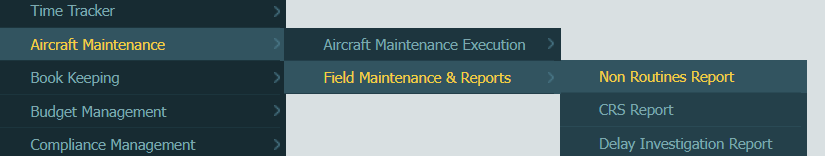 Time Tracker
Aircraft Maintenance
Book Keeping
Budget Management
Compliance Management
Aircraft Maintenance Execution
Field Maintenance & Reports
Non Routines Report
CRS Report
Delay Investigation Report